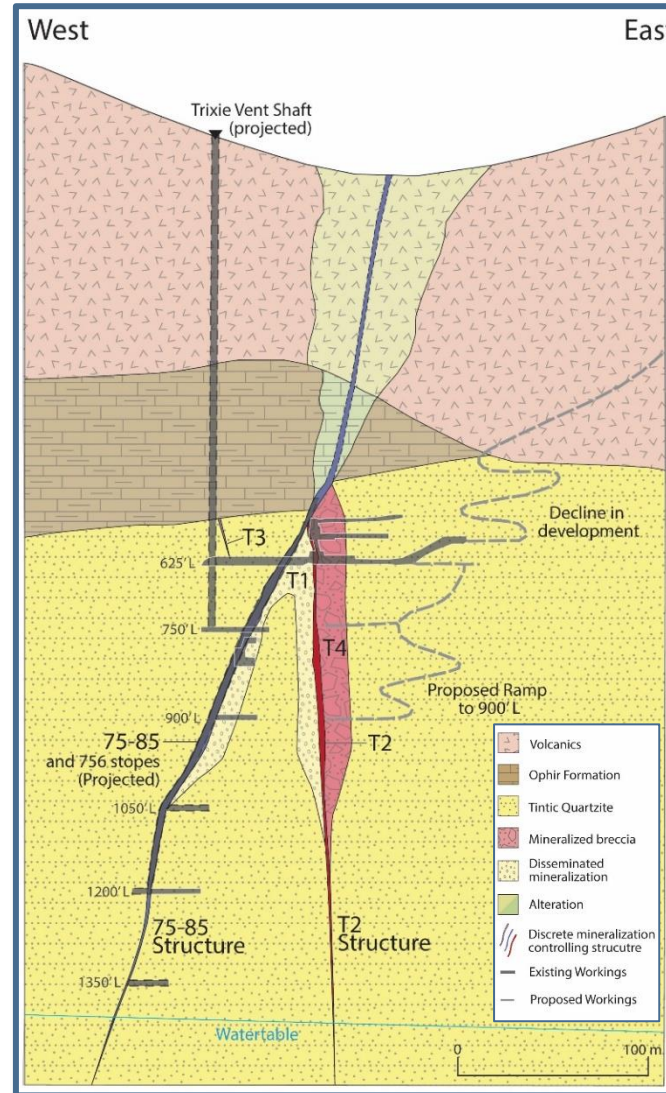 West
East
Trixie Vent Shaft
(projected)
Decline in
development
T3
625' L
T1
750' L
T4
Proposed Ramp
to 900' L
900' L
T2
75-85
and 756 stopes
(Projected)
1050' L
1200' L
75-85
Structure
T2
Structure
1350' L
Watertable
Volcanics
Ophir Formation
Tintic Quartzite
Mineralized breccia
Disseminated
mineralization
Alteration
Discrete mineralization
controlling strucutre
Existing Workings
Proposed Workings
0
100 m